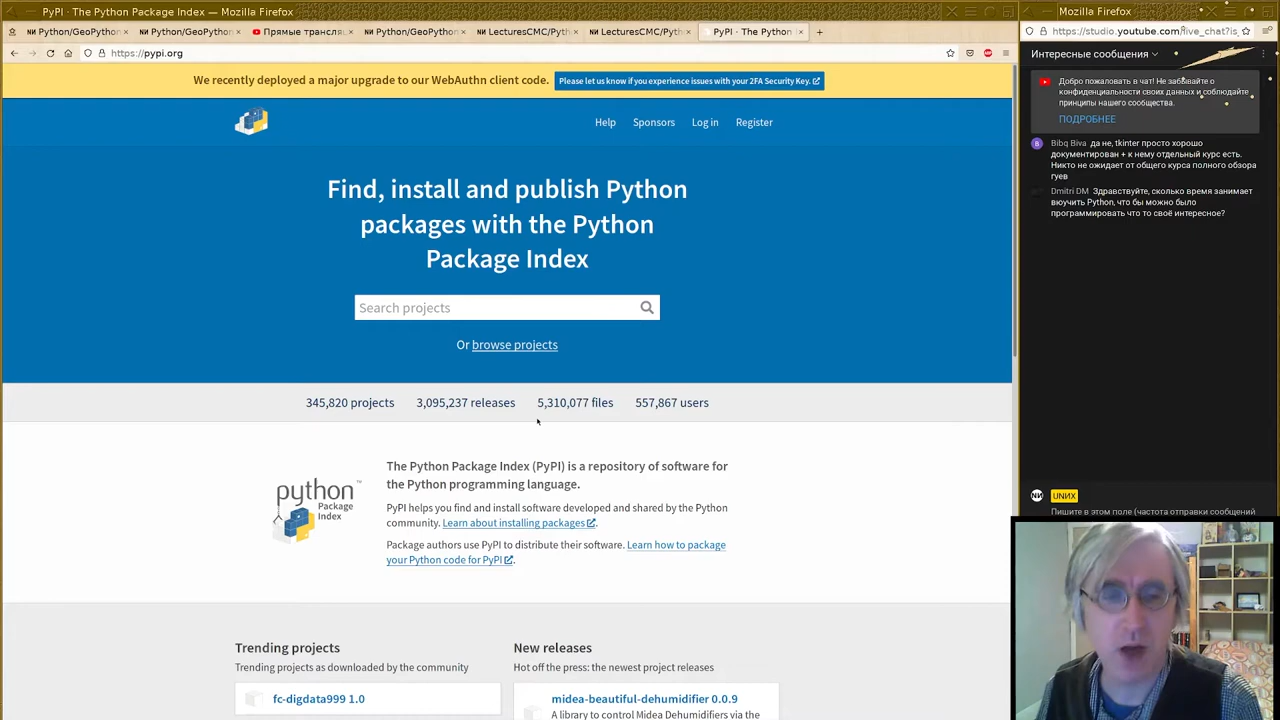 PyPI · The Python Package Index — Mozilla Firefox
Mozilla Firefox
Python/GeoPython
Python/GeoPython
Прямые трансля
Python/GeoPython
LecturesCMC/Pyth
LecturesCMC/Pyth
PyPI · The Python
https://pypi.org
https://studio.youtube.com/live_chat?is_
We recently deployed a major upgrade to our WebAuthn client code.
Please let us know if you experience issues with your 2FA Security Key.
Help
Sponsors
Log in
Register
Find, install and publish Python
packages with the Python
Package Index
Search projects
Or browse projects
345,820 projects
3,095,237 releases
5,310,077 files
557,867 users
python
Package
Index
The Python Package Index (PyPI) is a repository of software for
the Python programming language.
PyPI helps you find and install software developed and shared by the Python
community. Learn about installing packages.
Package authors use PyPI to distribute their software. Learn how to package
your Python code for PyPI.
Trending projects
Trending projects as downloaded by the community
fc-digdata999 1.0
New releases
Hot off the press: the newest project releases
midea-beautiful-dehumidifier 0.0.9
A library to control Midea Dehumidifiers via the
Интересные сообщения
Добро пожаловать в чат! Не забывайте о
конфиденциальности своих данных и соблюдайте
принципы нашего сообщества.
ПОДРОБНЕЕ
B
Bibq Biva да не, tkinter просто хорошо
документирован + к нему отдельный курс есть.
Никто не ожидает от общего курса полного обзора
гуев
Dmitri DM Здравствуйте, сколько время занимает
вюучить Python, что бы можно было
программировать что то своё интересное?
UNИX
Пишите в этом поле (частота отправки сообщений